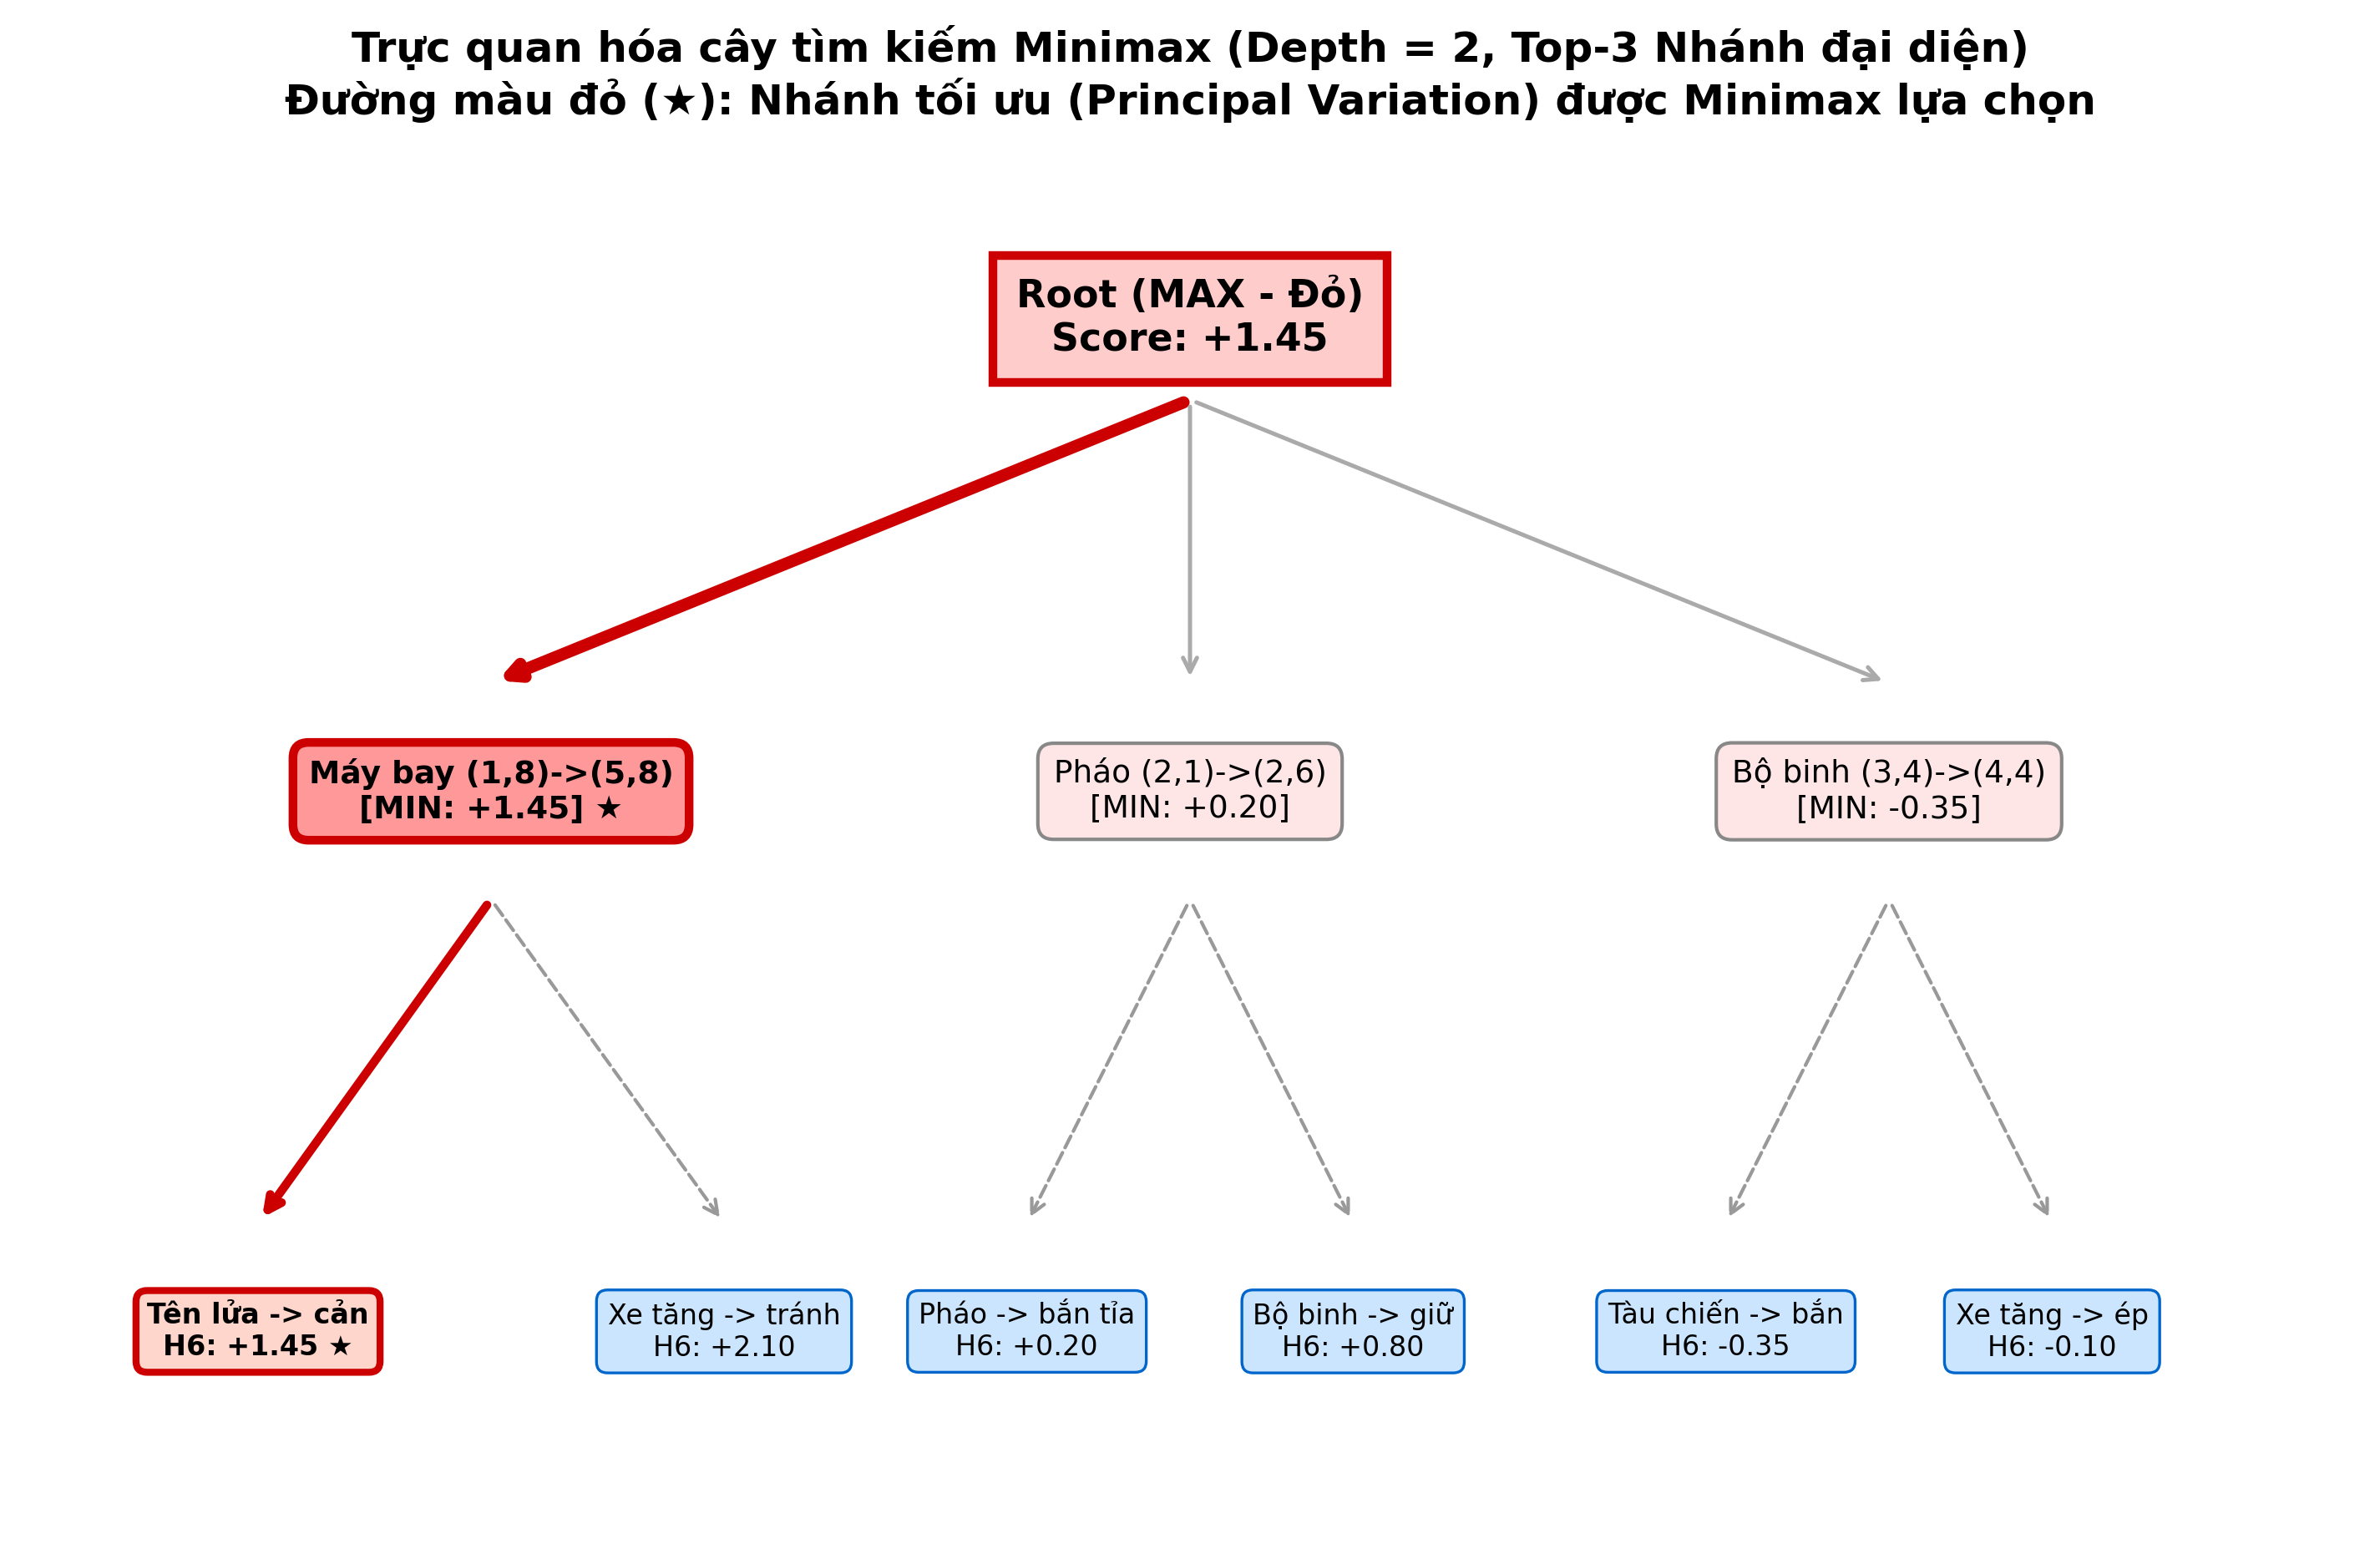 Trực quan hóa cây tìm kiếm Minimax (Depth = 2, Top-3 Nhánh đại diện)
Đường màu đỏ (★): Nhánh tối ưu (Principal Variation) được Minimax lựa chọn
Root (MAX - Đỏ)
Score: +1.45
Máy bay (1,8)->(5,8)
[MIN: +1.45] ★
Pháo (2,1)->(2,6)
[MIN: +0.20]
Bộ binh (3,4)->(4,4)
[MIN: -0.35]
Tên lửa -> cản
H6: +1.45 ★
Xe tăng -> tránh
H6: +2.10
Pháo -> bắn tỉa
H6: +0.20
Bộ binh -> giữ
H6: +0.80
Tàu chiến -> bắn
H6: -0.35
Xe tăng -> ép
H6: -0.10